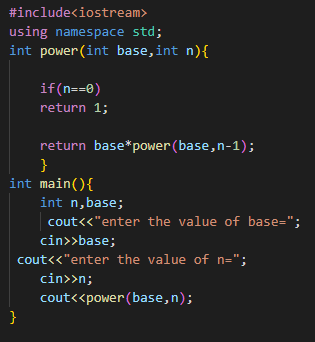 #include<iostream>
using namespace std;
int power(int base,int n){
if(n==0)
return 1;
return base*power(base,n-1);
}
int main(){
int n,base;
cout<<"enter the value of base=";
cin>>base;
cout<<"enter the value of n=";
cin>>n;
cout<<power(base,n);
}